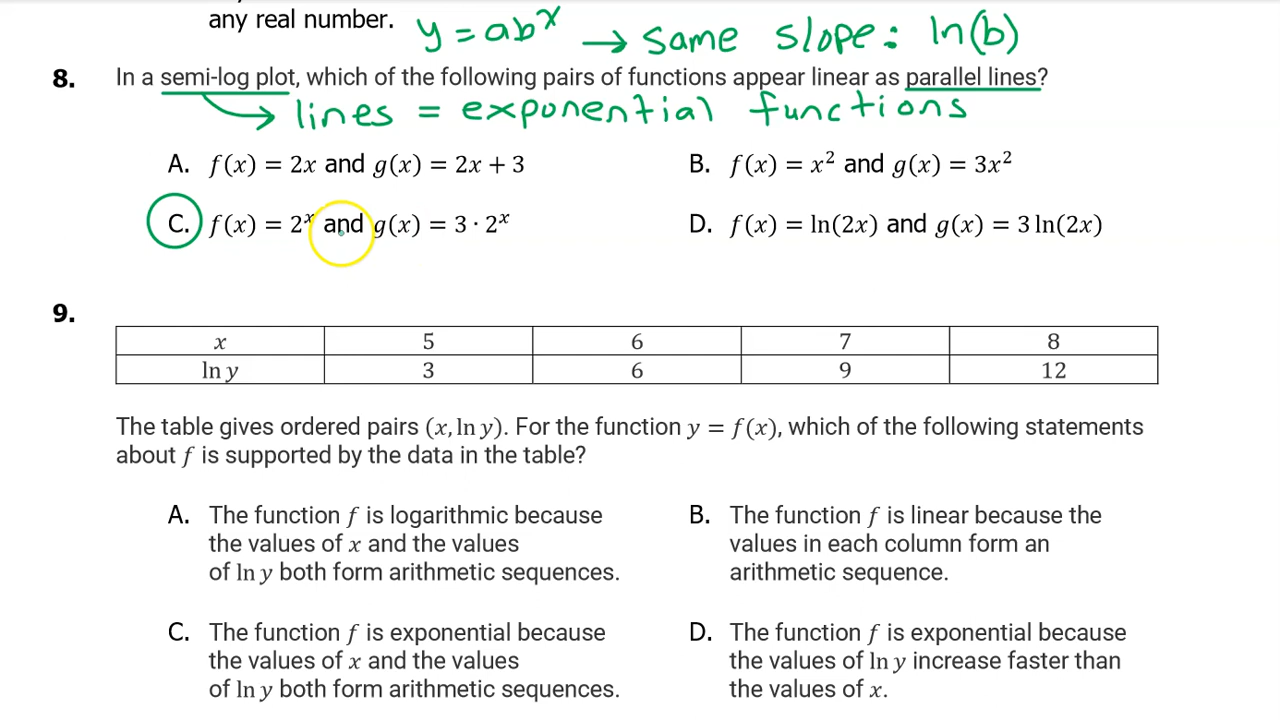 any real number. y = ab^x → same slope: ln(b)
8. In a semi-log plot, which of the following pairs of functions appear linear as parallel lines?
→ lines = exponential functions
A. f(x) = 2x and g(x) = 2x + 3 B. f(x) = x² and g(x) = 3x²
C. f(x) = 2ˣ and g(x) = 3 · 2ˣ D. f(x) = ln(2x) and g(x) = 3 ln(2x)
9.
x 5 6 7 8
ln y 3 6 9 12
The table gives ordered pairs (x, ln y). For the function y = f(x), which of the following statements
about f is supported by the data in the table?
A. The function f is logarithmic because
the values of x and the values
of ln y both form arithmetic sequences.
B. The function f is linear because the
values in each column form an
arithmetic sequence.
C. The function f is exponential because
the values of x and the values
of ln y both form arithmetic sequences.
D. The function f is exponential because
the values of ln y increase faster than
the values of x.